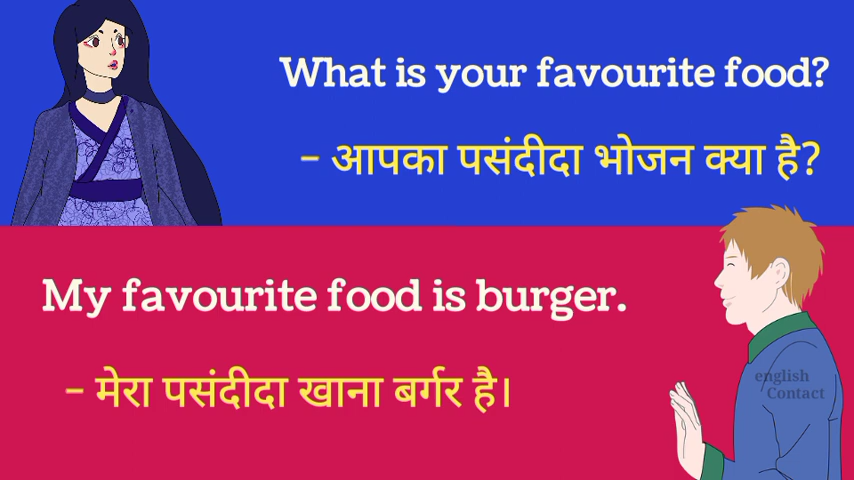 What is your favourite food?
– आपका पसंदीदा भोजन क्या है?
My favourite food is burger.
– मेरा पसंदीदा खाना बर्गर है।
english
Contact